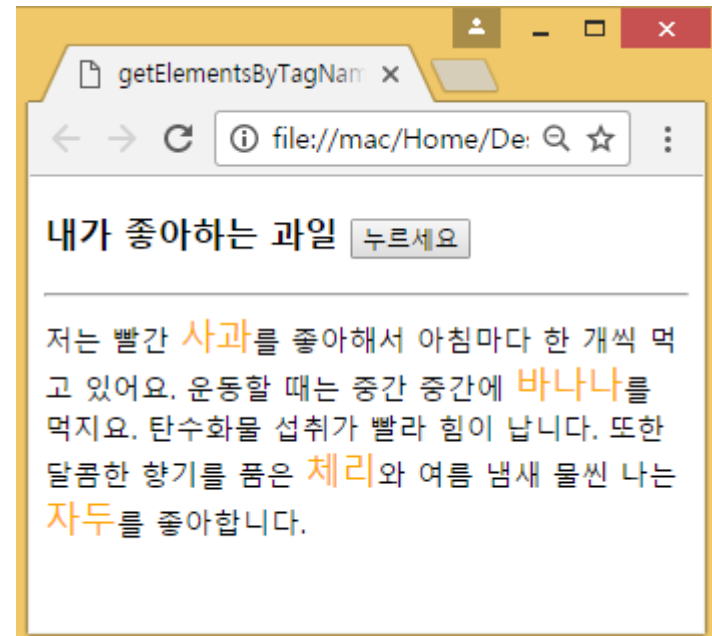 getElementsByTagNam
file://mac/Home/De:
내가 좋아하는 과일 누르세요
저는 빨간 사과를 좋아해서 아침마다 한 개씩 먹
고 있어요. 운동할 때는 중간 중간에 바나나를
먹지요. 탄수화물 섭취가 빨라 힘이 납니다. 또한
달콤한 향기를 품은 체리와 여름 냄새 물씬 나는
자두를 좋아합니다.